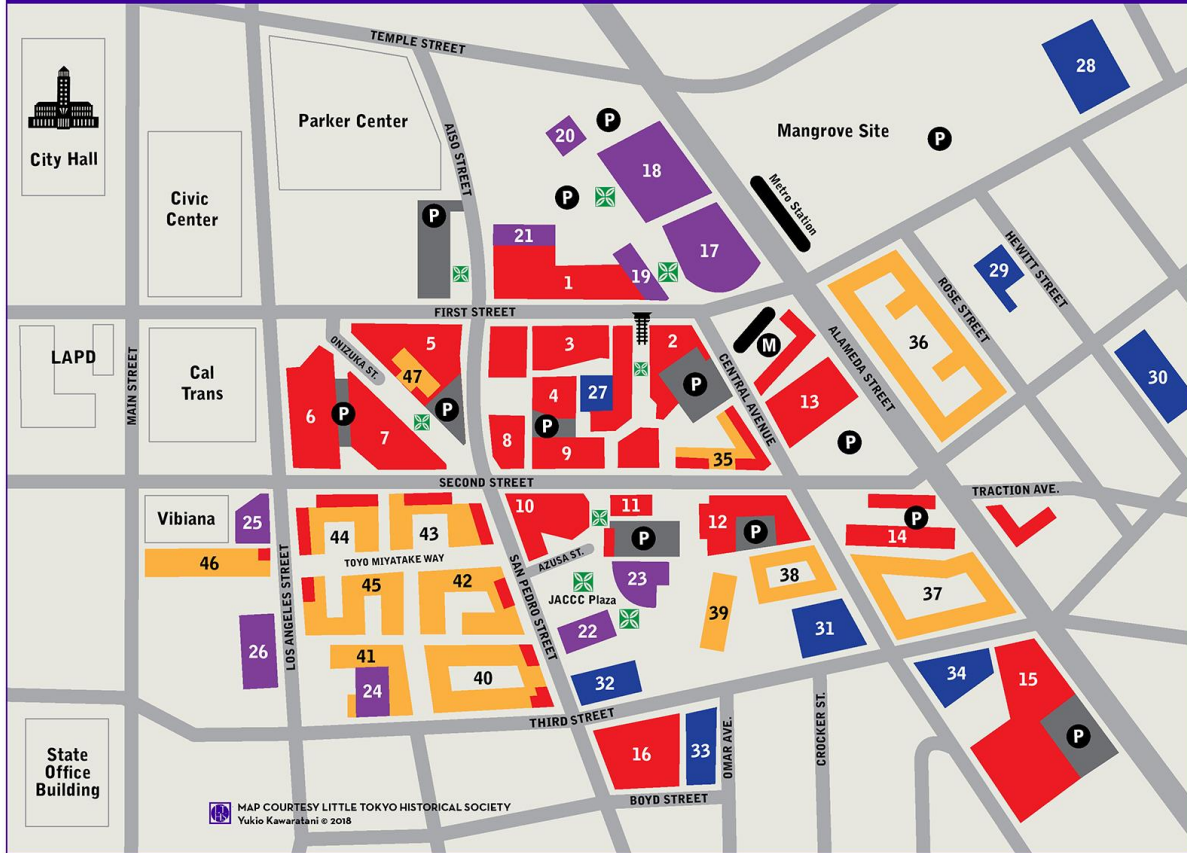 TEMPLE STREET
28
City Hall
Parker Center
20
P
Mangrove Site
P
AISO STREET
18
P
Metro Station
Civic
Center
P
21
17
HEWITT STREET
19
29
1
ROSE STREET
FIRST STREET
LAPD
MAIN STREET
Cal
Trans
ONIZUKA ST.
5
3
2
M
36
ALAMEDA STREET
CENTRAL AVENUE
47
P
30
6
P
P
4
27
13
7
8
P
9
35
P
SECOND STREET
TRACTION AVE.
Vibiana
25
10
11
12
P
P
P
14
44
43
TOYO MIYATAKE WAY
46
LOS ANGELES STREET
SAN PEDRO STREET
AZUSA ST.
45
42
23
38
37
JACCC Plaza
39
22
31
26
41
40
24
32
34
15
THIRD STREET
16
33
OMAR AVE.
CROCKER ST.
P
State
Office
Building
BOYD STREET
MAP COURTESY LITTLE TOKYO HISTORICAL SOCIETY
Yukio Kawaratani © 2018